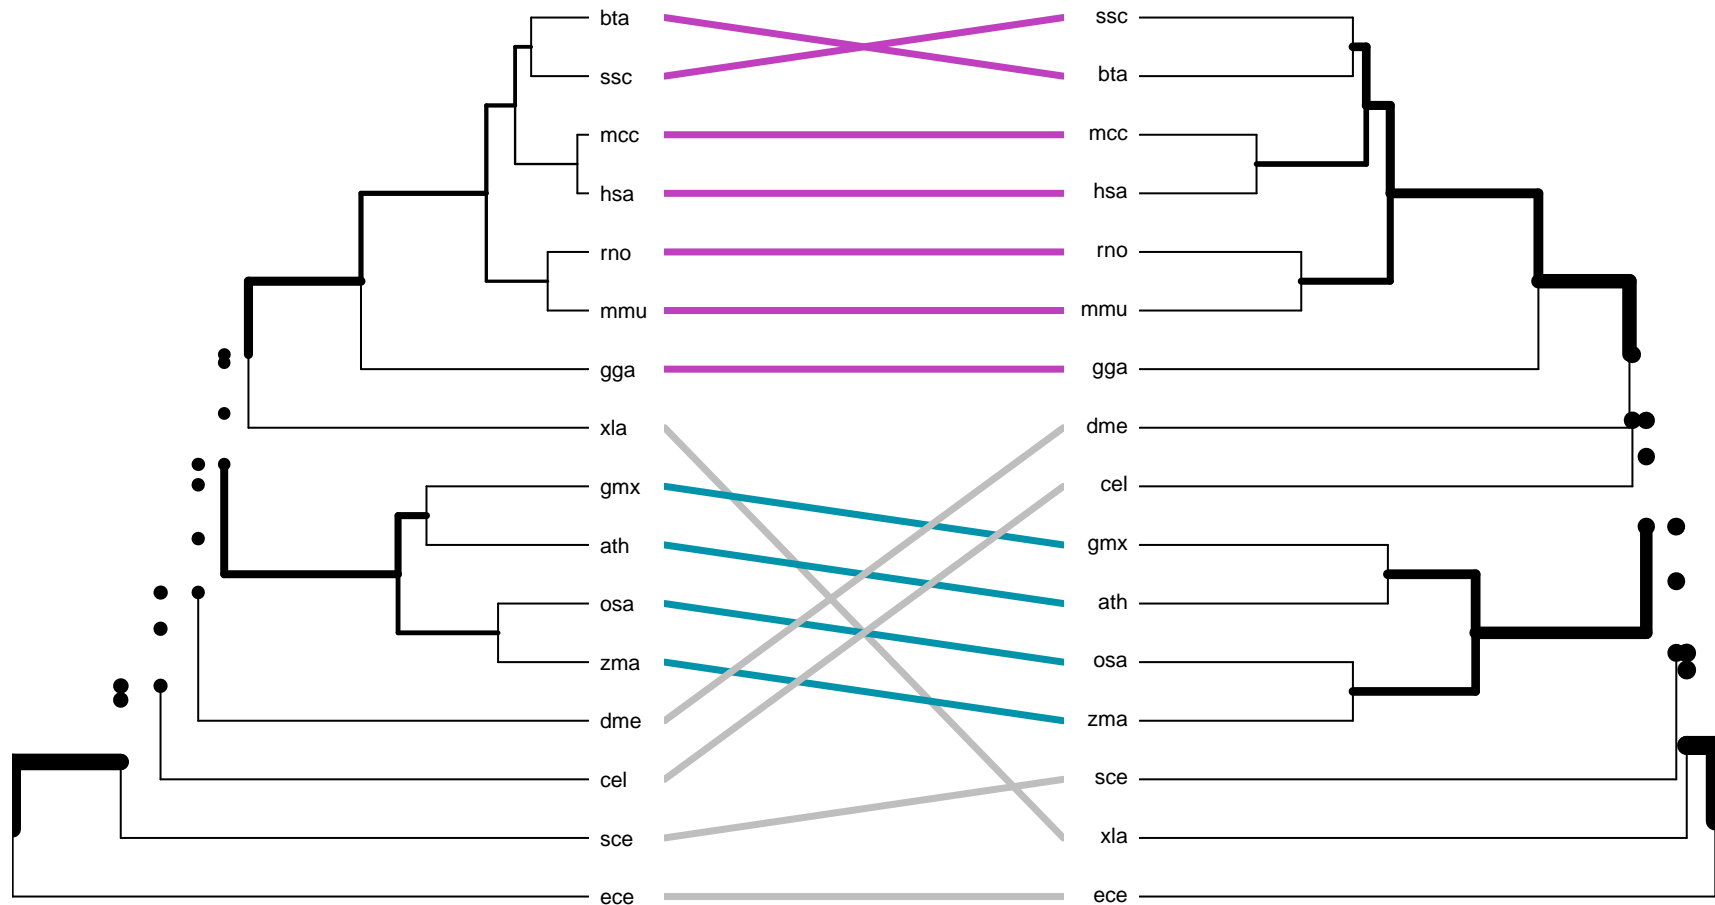 bta ssc
ssc bta
mcc mcc
hsa hsa
rno rno
mmu mmu
gga gga
xla dme
gmx cel
ath gmx
osa ath
zma osa
dme zma
cel sce
sce xla
ece ece